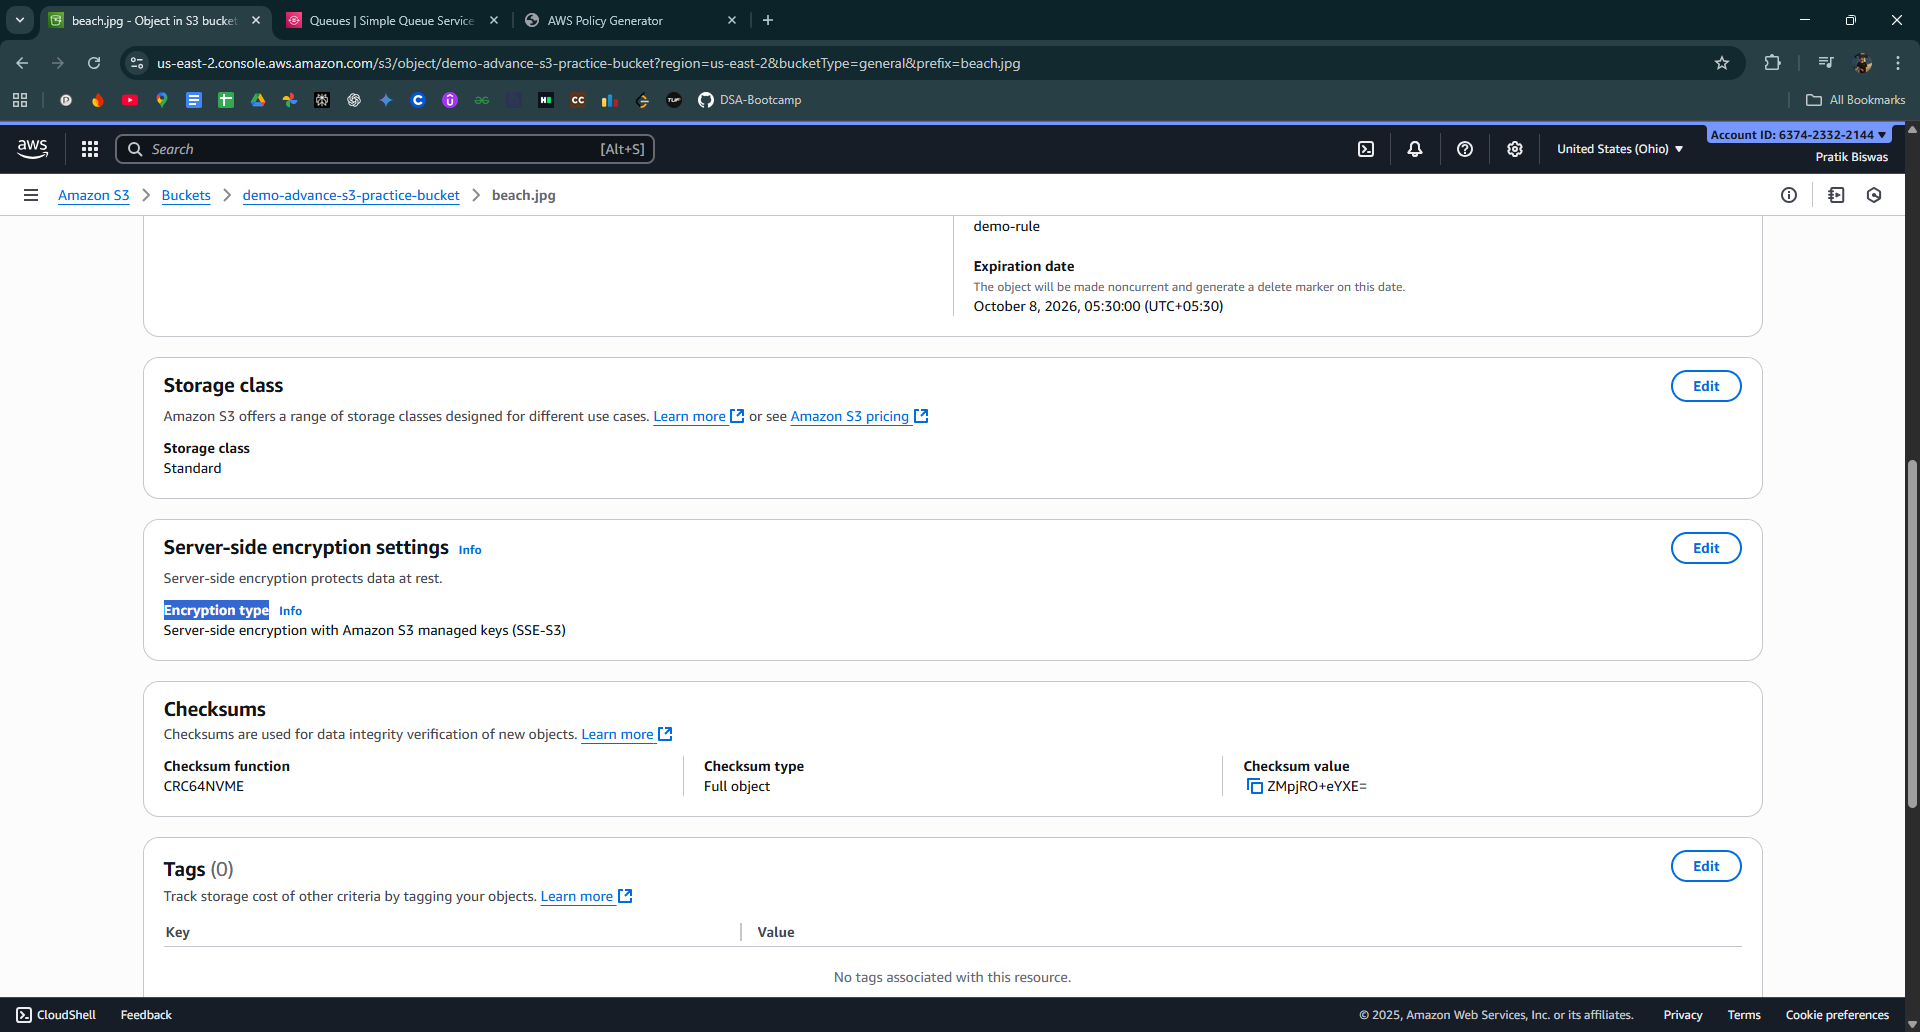 beach.jpg - Object in S3 bucket
Queues | Simple Queue Service
AWS Policy Generator
us-east-2.console.aws.amazon.com/s3/object/demo-advance-s3-practice-bucket?region=us-east-2&bucketType=general&prefix=beach.jpg
DSA-Bootcamp
All Bookmarks
aws
Search
[Alt+S]
United States (Ohio)
Account ID: 6374-2332-2144
Pratik Biswas
Amazon S3
Buckets
demo-advance-s3-practice-bucket
beach.jpg
demo-rule
Expiration date
The object will be made noncurrent and generate a delete marker on this date.
October 8, 2026, 05:30:00 (UTC+05:30)
Storage class
Edit
Amazon S3 offers a range of storage classes designed for different use cases. Learn more or see Amazon S3 pricing
Storage class
Standard
Server-side encryption settings Info
Edit
Server-side encryption protects data at rest.
Encryption type Info
Server-side encryption with Amazon S3 managed keys (SSE-S3)
Checksums
Checksums are used for data integrity verification of new objects. Learn more
Checksum function
CRC64NVME
Checksum type
Full object
Checksum value
ZMpjRO+eYXE=
Tags (0)
Edit
Track storage cost of other criteria by tagging your objects. Learn more
Key
Value
No tags associated with this resource.
CloudShell
Feedback
© 2025, Amazon Web Services, Inc. or its affiliates.
Privacy
Terms
Cookie preferences